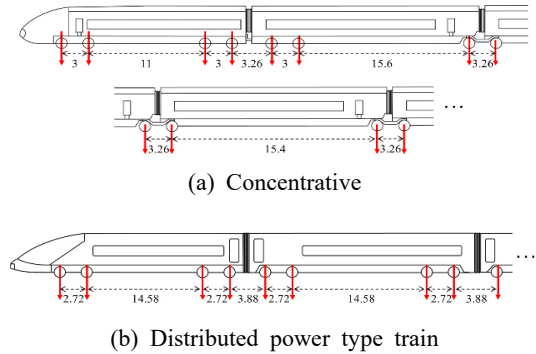 3 11 3 3.26 3 15.6 3.26
...
3.26 15.4 3.26
(a) Concentrative
...
2.72 14.58 2.72 3.88 2.72 14.58 2.72 3.88
(b) Distributed power type train